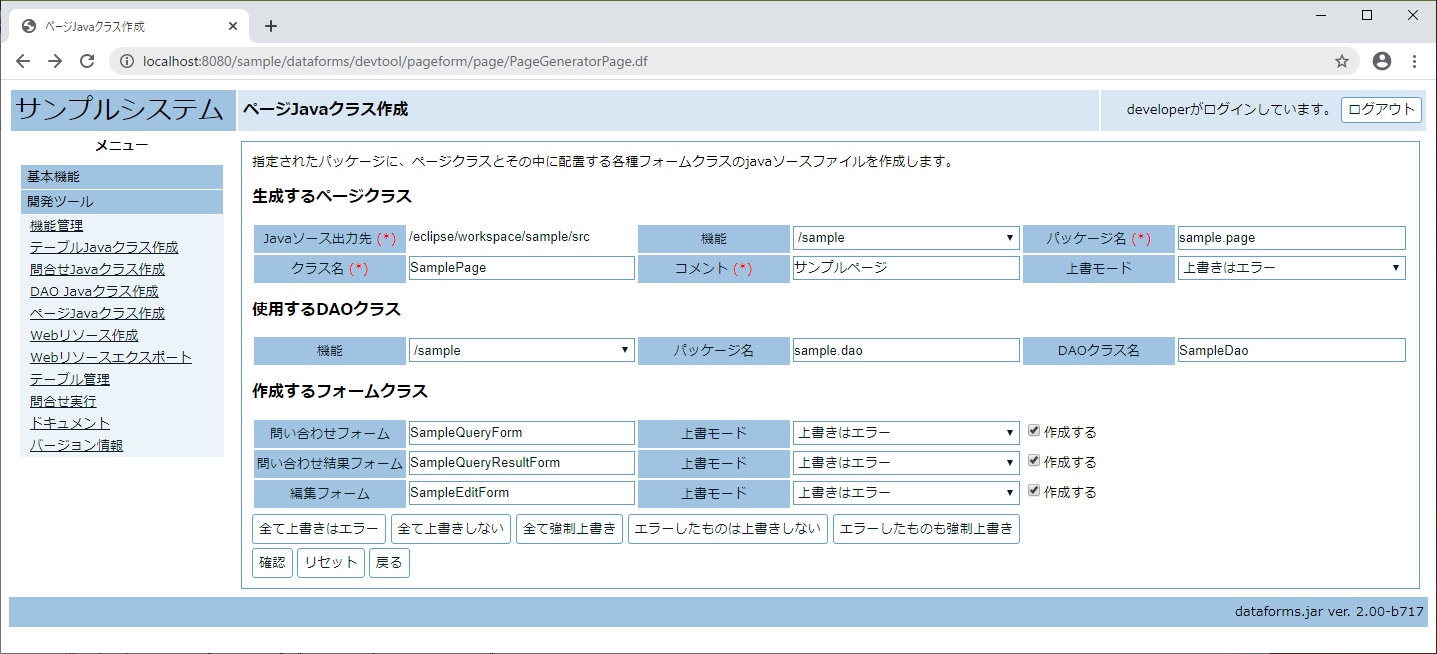 ページJavaクラス作成
localhost:8080/sample/dataforms/devtool/pageform/page/PageGeneratorPage.df
サンプルシステム ページJavaクラス作成 developerがログインしています。 ログアウト
メニュー
基本機能
開発ツール
機能管理
テーブルJavaクラス作成
問合せJavaクラス作成
DAO Javaクラス作成
ページJavaクラス作成
Webリソース作成
Webリソースエクスポート
テーブル管理
問合せ実行
ドキュメント
バージョン情報
指定されたパッケージに、ページクラスとその中に配置する各種フォームクラスのjavaソースファイルを作成します。
生成するページクラス
Javaソース出力先 (*) /eclipse/workspace/sample/src 機能 /sample パッケージ名 (*) sample.page
クラス名 (*) SamplePage コメント (*) サンプルページ 上書モード 上書きはエラー
使用するDAOクラス
機能 /sample パッケージ名 sample.dao DAOクラス名 SampleDao
作成するフォームクラス
問い合わせフォーム SampleQueryForm 上書モード 上書きはエラー 作成する
問い合わせ結果フォーム SampleQueryResultForm 上書モード 上書きはエラー 作成する
編集フォーム SampleEditForm 上書モード 上書きはエラー 作成する
全て上書きはエラー 全て上書きしない 全て強制上書き エラーしたものは上書きしない エラーしたものも強制上書き
確認 リセット 戻る
dataforms.jar ver. 2.00-b717